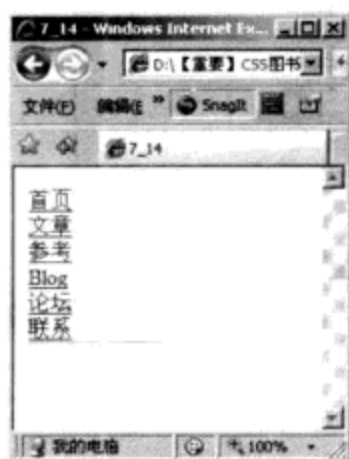 7_14 - Windows Internet Ex...
D:\【重要】CSS图书
文件(F) 编辑(E » SnagIt
7_14
首页
文章
参考
Blog
论坛
联系
我的电脑 100%